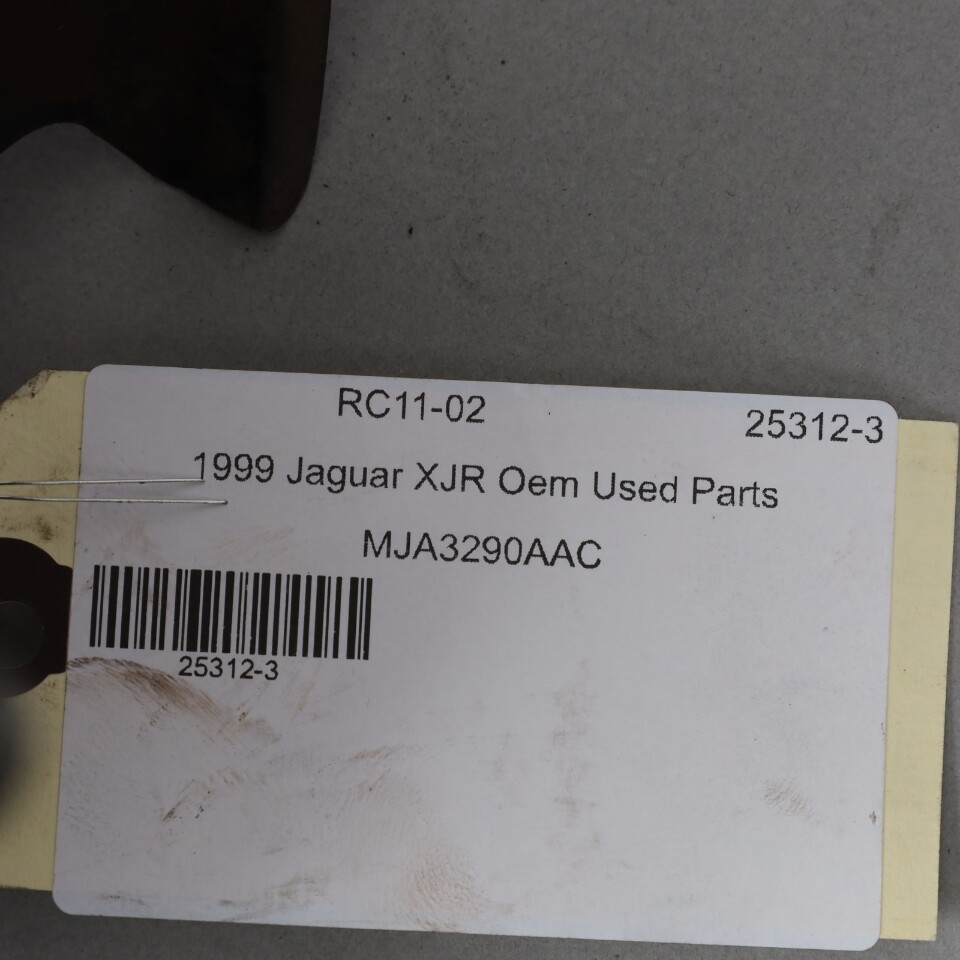 RC11-02 25312-3
1999 Jaguar XJR Oem Used Parts
MJA3290AAC
25312-3